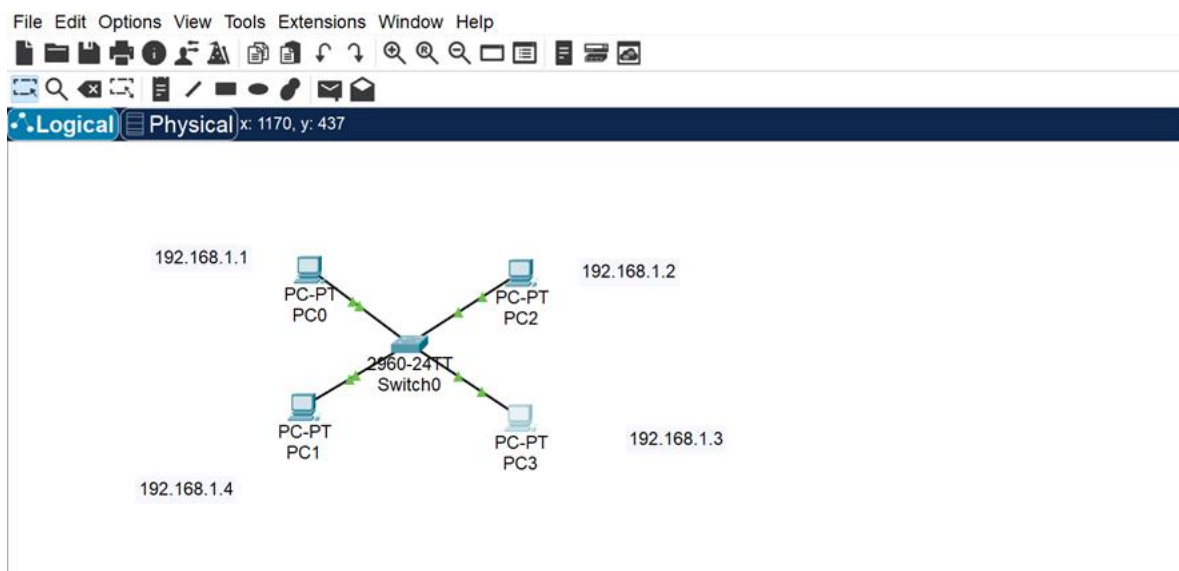 File Edit Options View Tools Extensions Window Help
Logical Physical x: 1170, y: 437
192.168.1.1
PC-PT
PC0
192.168.1.2
PC-PT
PC2
2960-24TT
Switch0
PC-PT
PC1
192.168.1.3
PC-PT
PC3
192.168.1.4